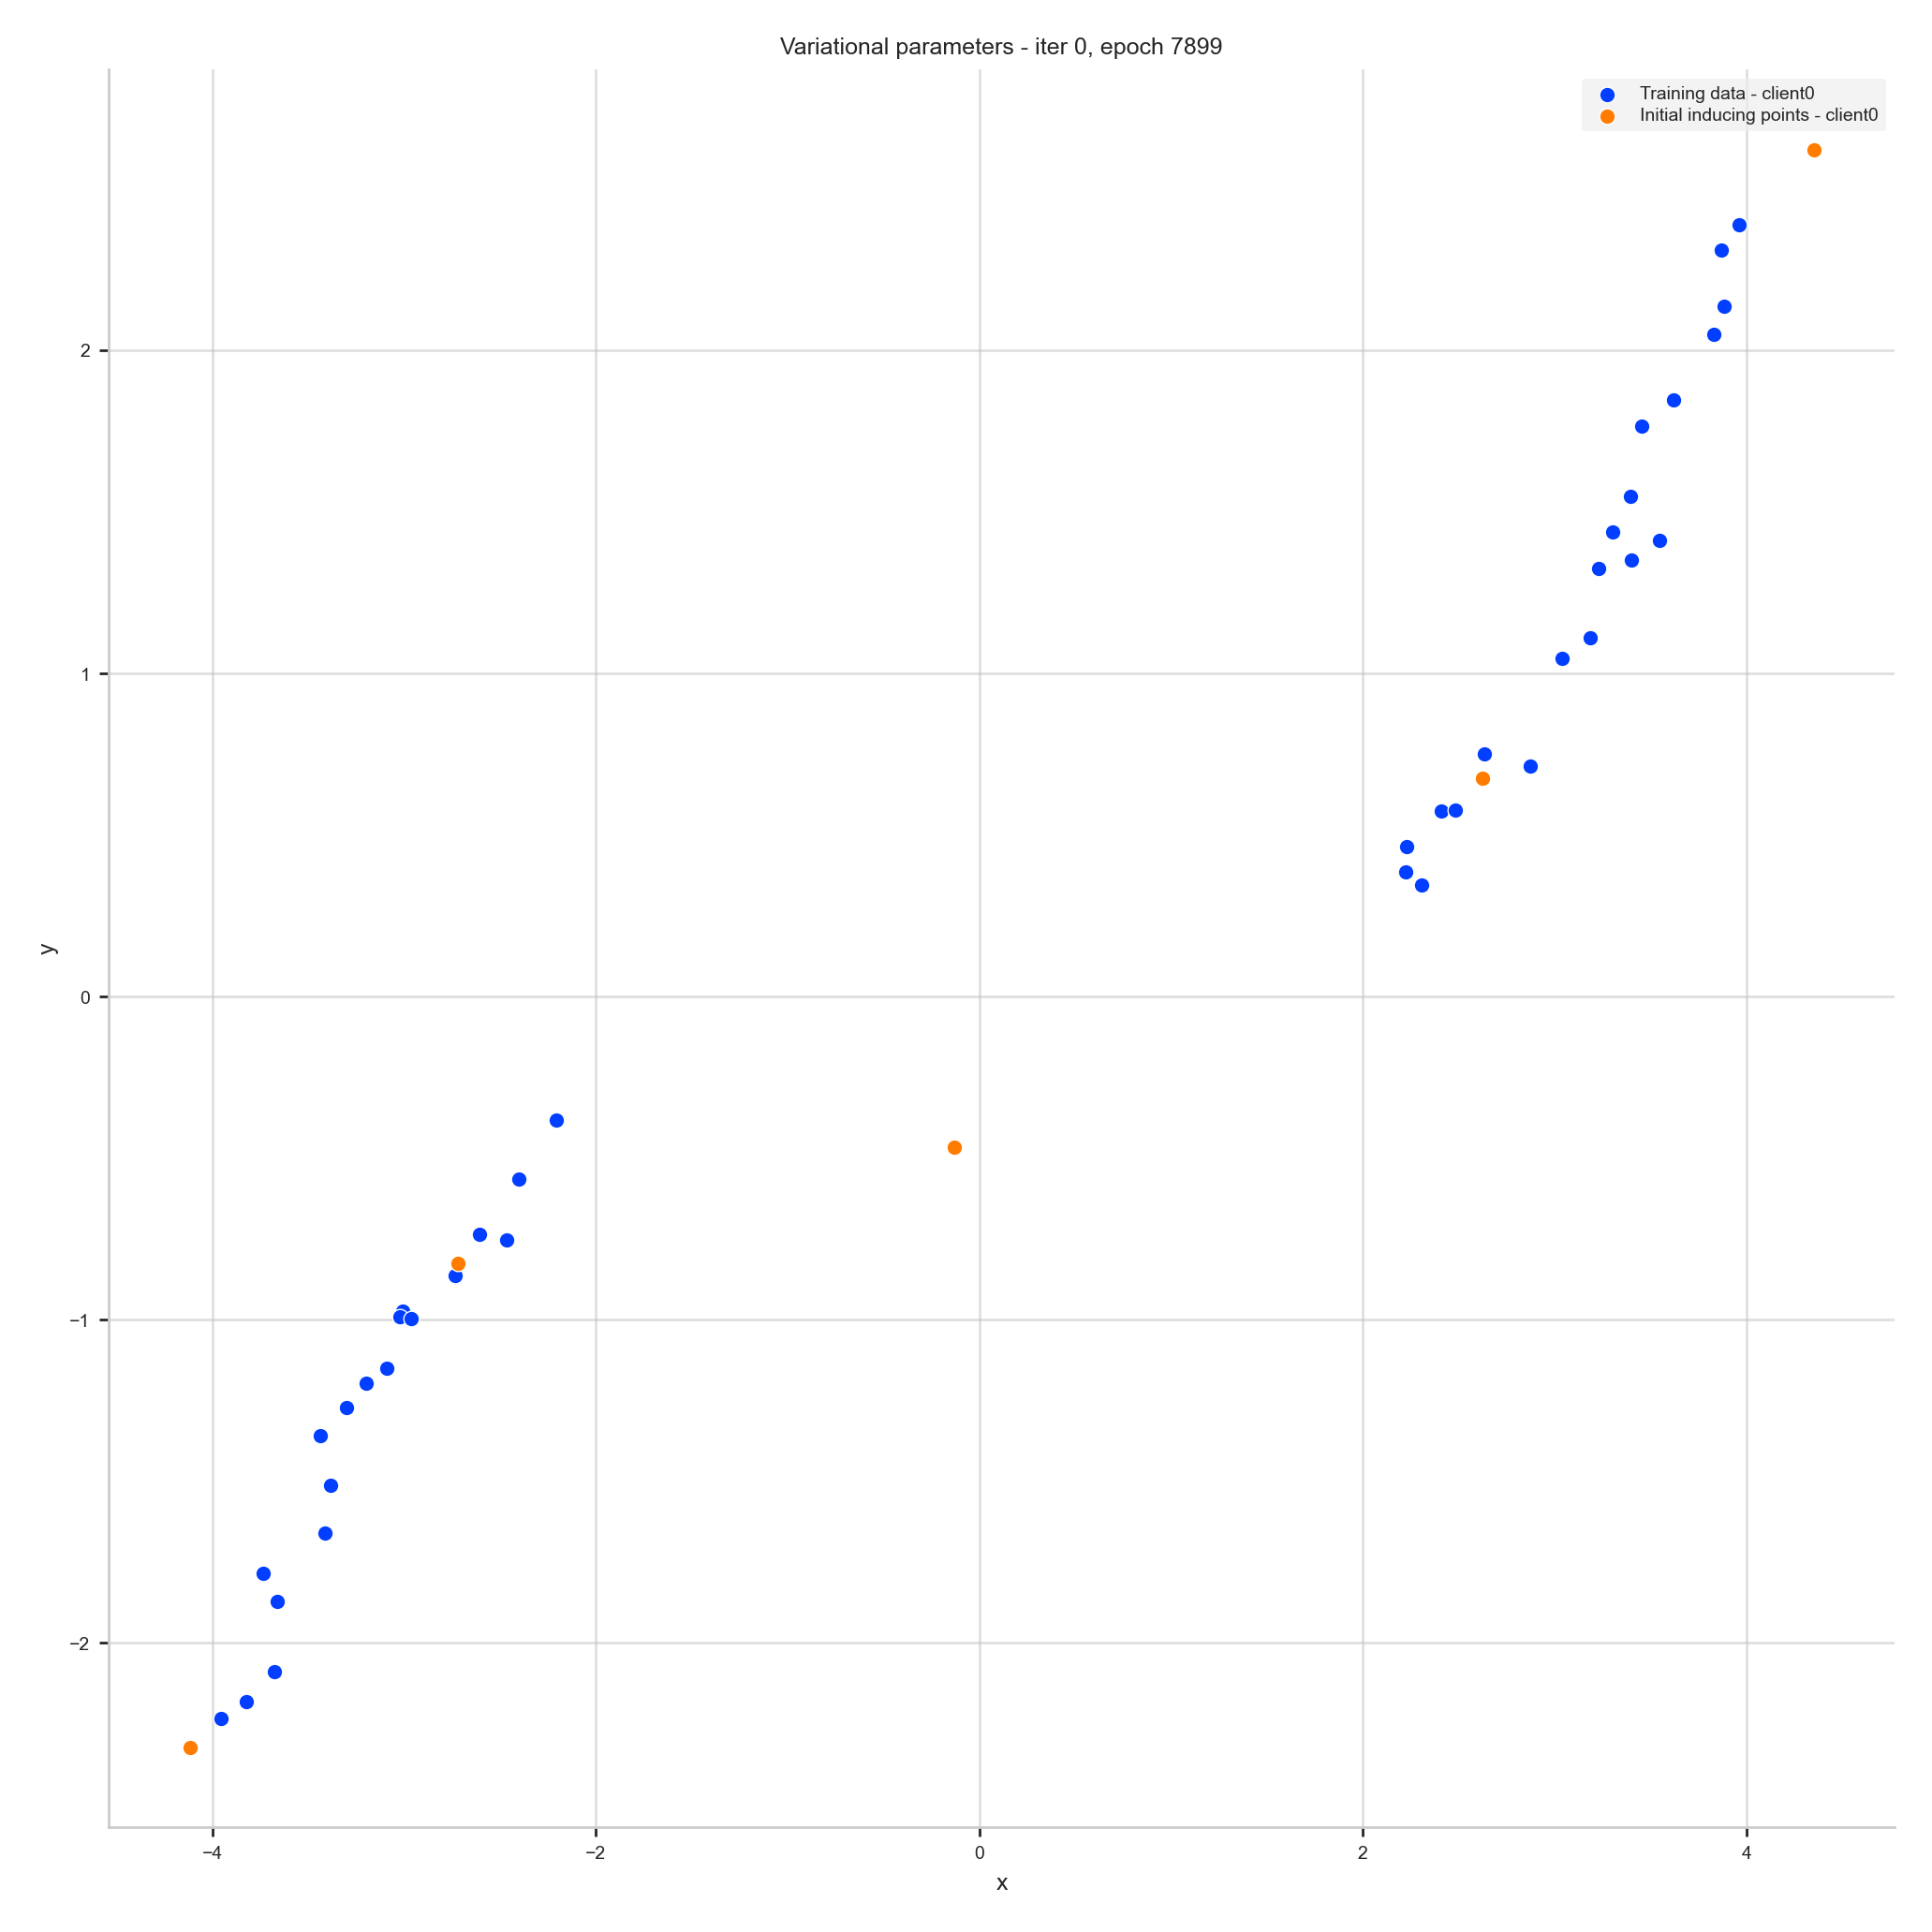 Variational parameters - iter 0, epoch 7899
Training data - client0
Initial inducing points - client0
2
1
0
−1
−2
y
−4
−2
0
2
4
x